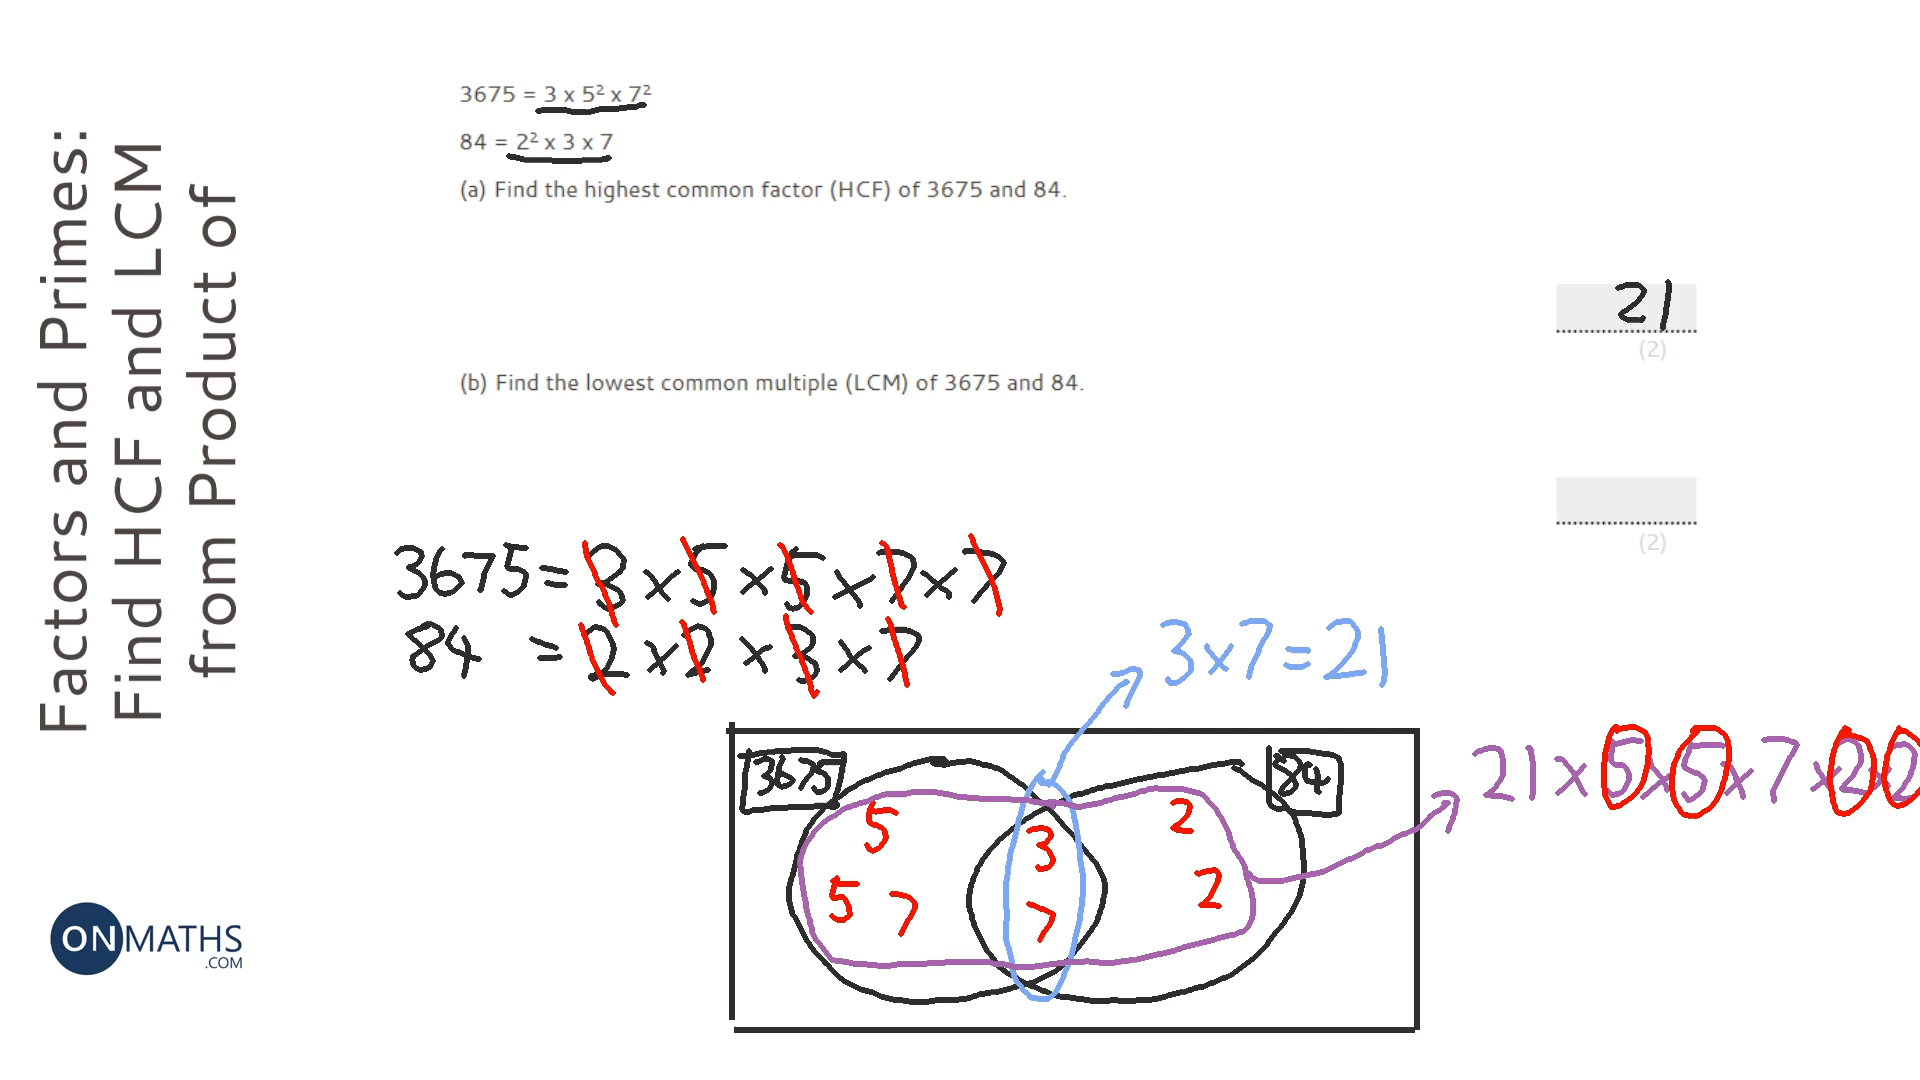 Factors and Primes:
Find HCF and LCM
from Product of
3675 = 3 x 5² x 7²
84 = 2² x 3 x 7
(a) Find the highest common factor (HCF) of 3675 and 84.
21
(2)
(b) Find the lowest common multiple (LCM) of 3675 and 84.
(2)
3675 = 3 × 5 × 5 × 7 × 7
84 = 2 × 2 × 3 × 7
3×7=21
3675
84
21×5×5×7×2×2
5
3
2
5 7
7
2
ONMATHS
.COM